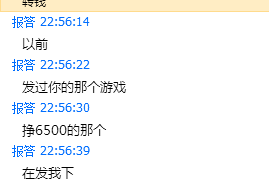 转钱
报答 22:56:14
以前
报答 22:56:22
发过你的那个游戏
报答 22:56:30
挣6500的那个
报答 22:56:39
在发我下